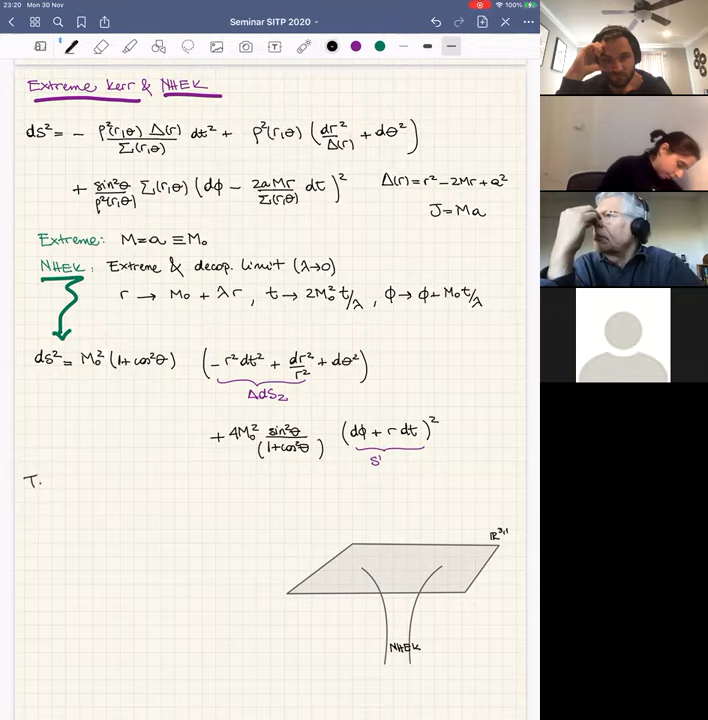 23:20 Mon 30 Nov
100%
Seminar SITP 2020
Extreme Kerr & NHEK
ds² = - ρ²(r,θ) Δ(r) / Σ(r,θ) dt² + ρ²(r,θ) ( dr² / Δ(r) + dθ² )
+ sin²θ / ρ²(r,θ) Σ(r,θ) ( dϕ - 2aMr / Σ(r,θ) dt )²
Δ(r) = r² - 2Mr + a²
J = Ma
Extreme: M = a ≡ M₀
NHEK: Extreme & decop. limit (λ→0)
r → M₀ + λr , t → 2M₀² t/λ , ϕ → ϕ + M₀ t/λ
ds² = M₀² (1+cos²θ) ( -r²dt² + dr²/r² + dθ² )
AdS₂
+ 4M₀² sin²θ / (1+cos²θ) (dϕ + r dt)²
S¹
T.
ℝ³,¹
NHEK